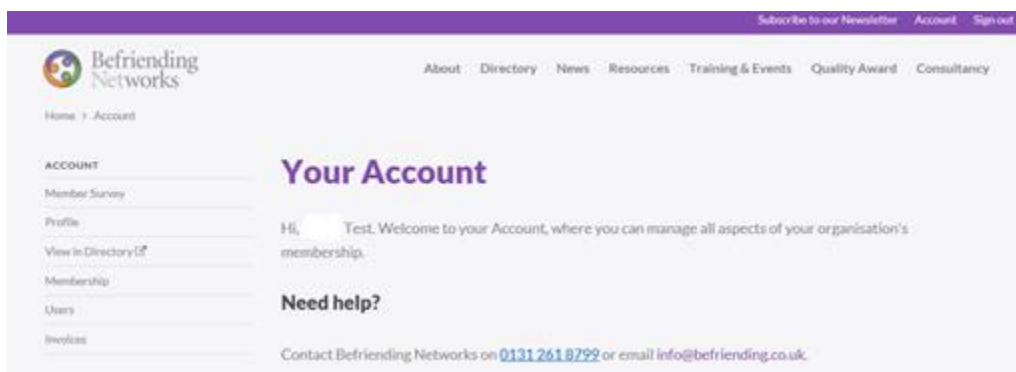 Subscribe to our Newsletter Account Sign out
Befriending
Networks
About Directory News Resources Training & Events Quality Award Consultancy
Home › Account
ACCOUNT
Member Survey
Profile
View in Directory
Membership
Users
Invoices
Your Account
Hi, Test. Welcome to your Account, where you can manage all aspects of your organisation's
membership.
Need help?
Contact Befriending Networks on 0131 261 8799 or email info@befriending.co.uk.